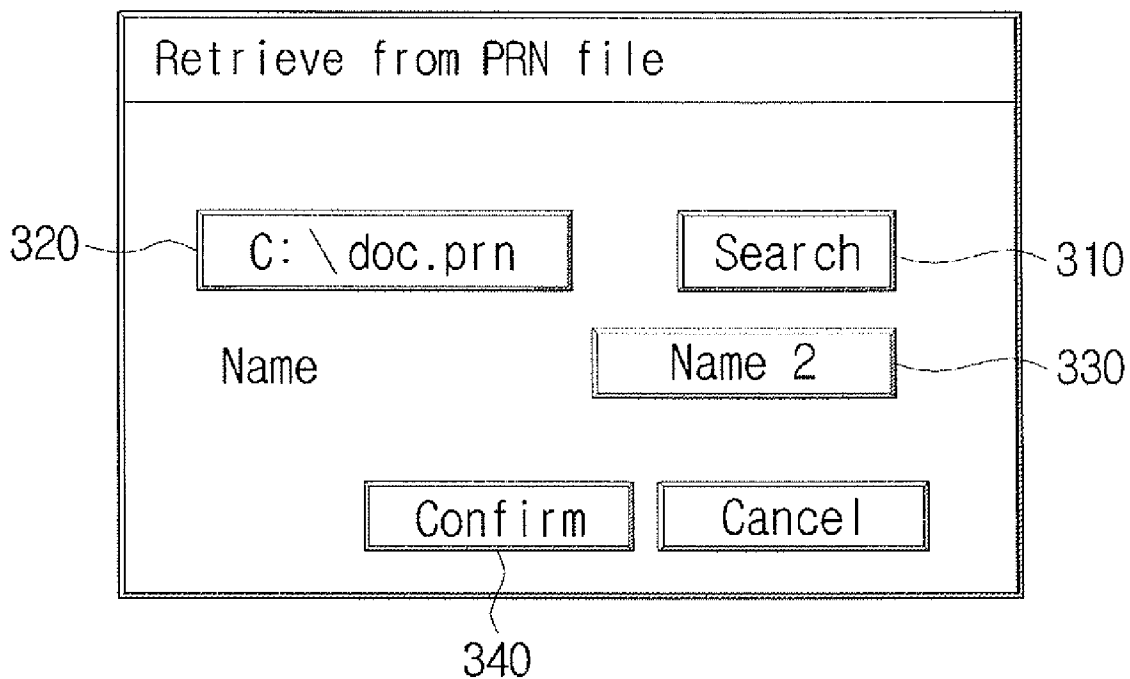 Retrieve from PRN file
320 C:\doc.prn Search 310
Name Name 2 330
Confirm Cancel
340